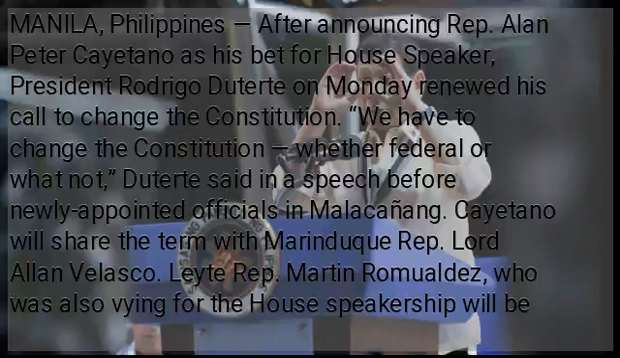 MANILA, Philippines — After announcing Rep. Alan
Peter Cayetano as his bet for House Speaker,
President Rodrigo Duterte on Monday renewed his
call to change the Constitution. “We have to
change the Constitution — whether federal or
what not,” Duterte said in a speech before
newly-appointed officials in Malacañang. Cayetano
will share the term with Marinduque Rep. Lord
Allan Velasco. Leyte Rep. Martin Romualdez, who
was also vying for the House speakership will be